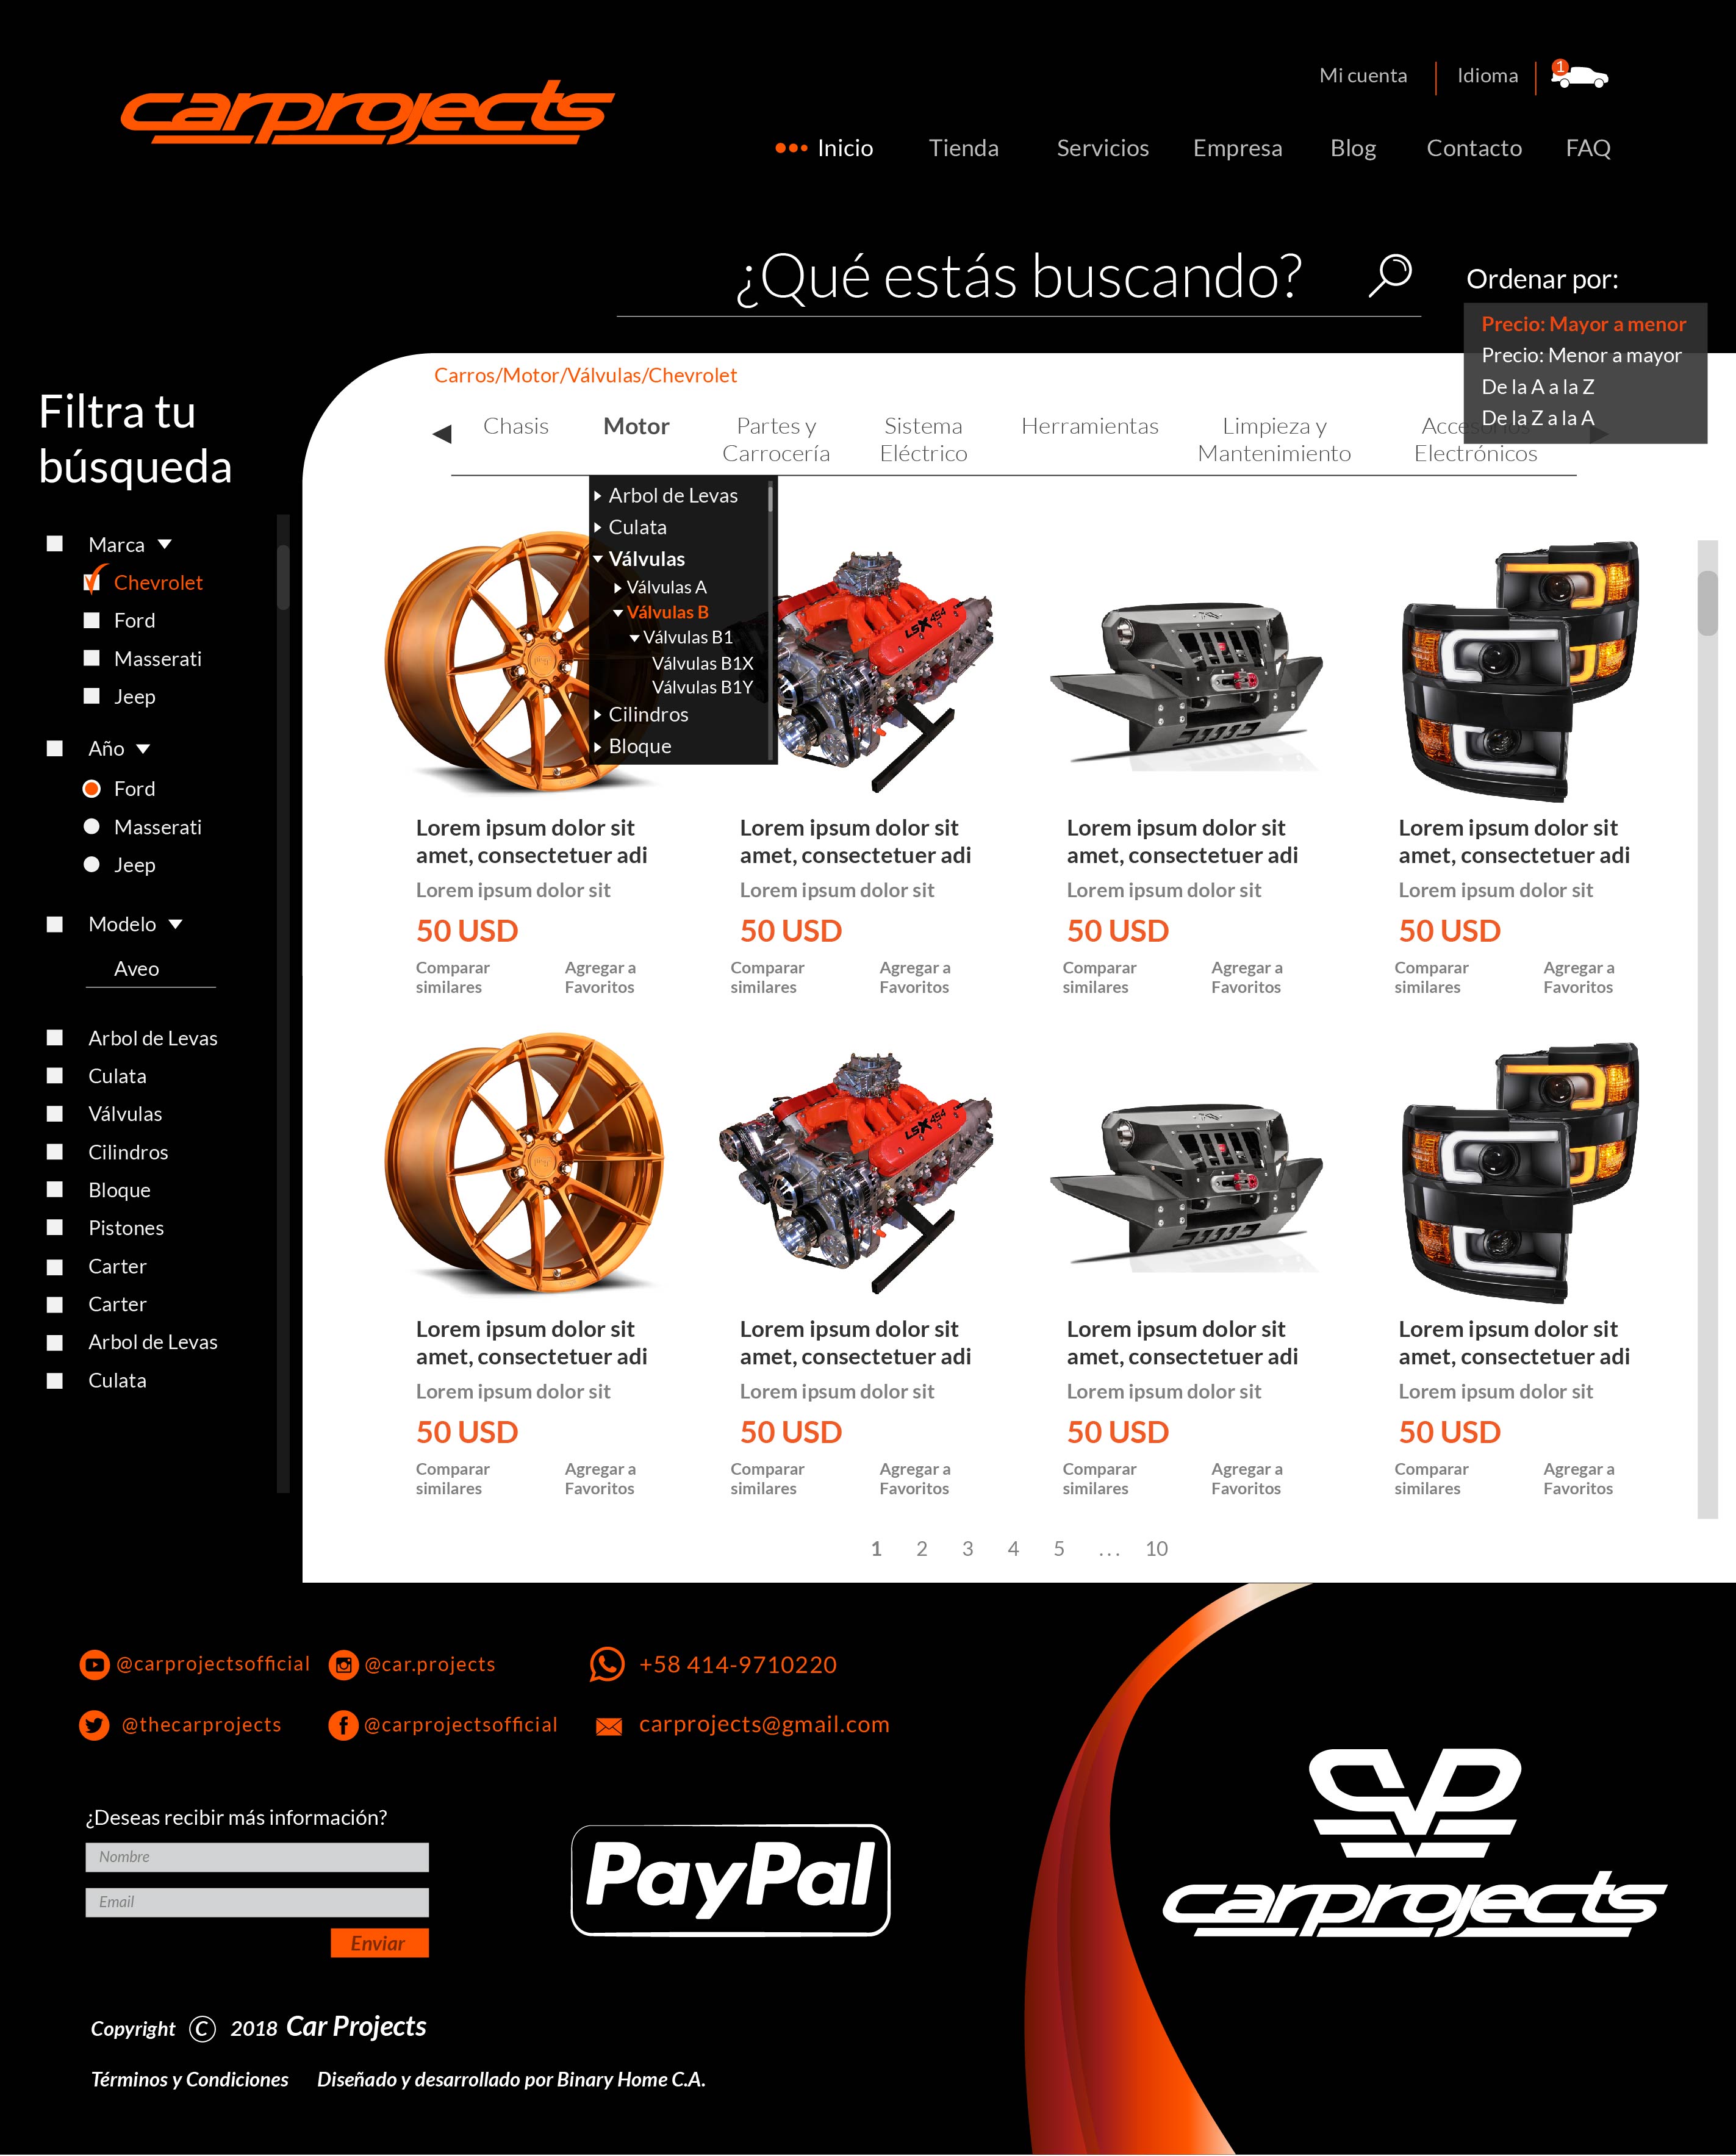 carprojects
Mi cuenta
Idioma
1
Inicio
Tienda
Servicios
Empresa
Blog
Contacto
FAQ
¿Qué estás buscando?
Ordenar por:
Precio: Mayor a menor
Precio: Menor a mayor
De la A a la Z
De la Z a la A
Filtra tu
búsqueda
Marca
Chevrolet
Ford
Masserati
Jeep
Año
Ford
Masserati
Jeep
Modelo
Aveo
Arbol de Levas
Culata
Válvulas
Cilindros
Bloque
Pistones
Carter
Carter
Arbol de Levas
Culata
Carros/Motor/Válvulas/Chevrolet
Chasis
Motor
Partes y
Carrocería
Sistema
Eléctrico
Herramientas
Limpieza y
Mantenimiento
Accesorios
Electrónicos
Arbol de Levas
Culata
Válvulas
Válvulas A
Válvulas B
Válvulas B1
Válvulas B1X
Válvulas B1Y
Cilindros
Bloque
LSX 454
Lorem ipsum dolor sit
amet, consectetuer adi
Lorem ipsum dolor sit
50 USD
Comparar
similares
Agregar a
Favoritos
Lorem ipsum dolor sit
amet, consectetuer adi
Lorem ipsum dolor sit
50 USD
Comparar
similares
Agregar a
Favoritos
Lorem ipsum dolor sit
amet, consectetuer adi
Lorem ipsum dolor sit
50 USD
Comparar
similares
Agregar a
Favoritos
Lorem ipsum dolor sit
amet, consectetuer adi
Lorem ipsum dolor sit
50 USD
Comparar
similares
Agregar a
Favoritos
LSX 454
Lorem ipsum dolor sit
amet, consectetuer adi
Lorem ipsum dolor sit
50 USD
Comparar
similares
Agregar a
Favoritos
Lorem ipsum dolor sit
amet, consectetuer adi
Lorem ipsum dolor sit
50 USD
Comparar
similares
Agregar a
Favoritos
Lorem ipsum dolor sit
amet, consectetuer adi
Lorem ipsum dolor sit
50 USD
Comparar
similares
Agregar a
Favoritos
Lorem ipsum dolor sit
amet, consectetuer adi
Lorem ipsum dolor sit
50 USD
Comparar
similares
Agregar a
Favoritos
1 2 3 4 5 ... 10
@carprojectsofficial
@car.projects
+58 414-9710220
@thecarprojects
@carprojectsofficial
carprojects@gmail.com
¿Deseas recibir más información?
Nombre
Email
Enviar
PayPal
carprojects
Copyright © 2018 Car Projects
Términos y Condiciones
Diseñado y desarrollado por Binary Home C.A.